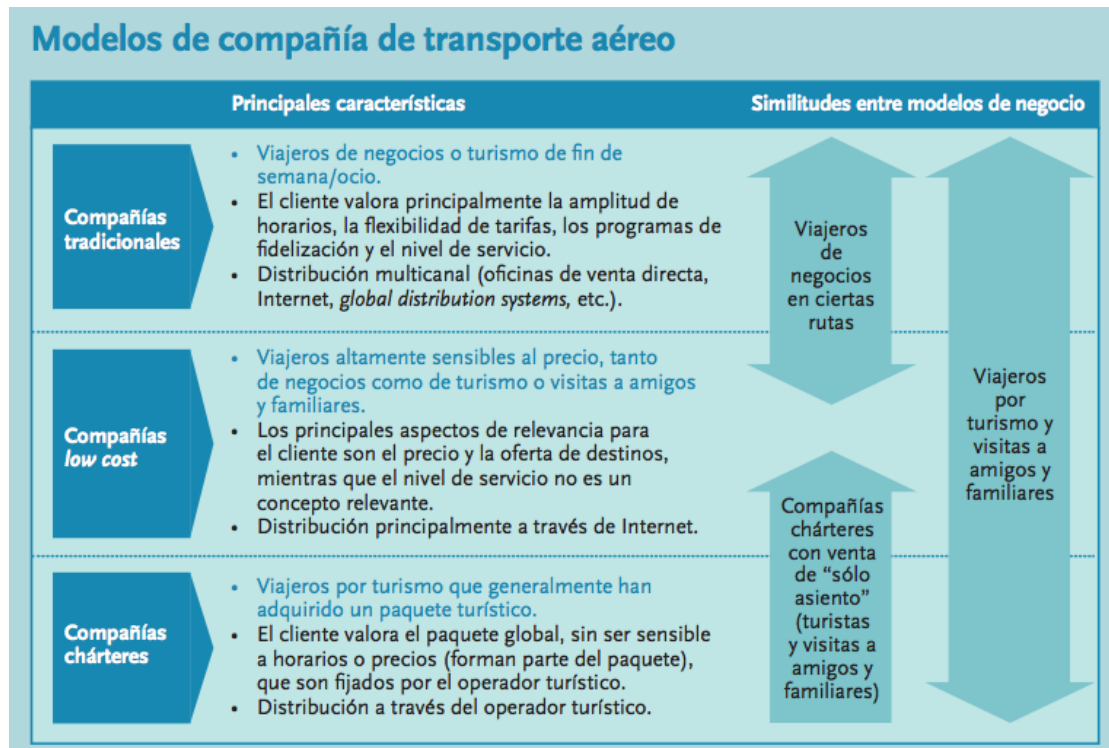 Modelos de compañía de transporte aéreo
Principales características
Similitudes entre modelos de negocio
Compañías
tradicionales
• Viajeros de negocios o turismo de fin de
semana/ocio.
• El cliente valora principalmente la amplitud de
horarios, la flexibilidad de tarifas, los programas de
fidelización y el nivel de servicio.
• Distribución multicanal (oficinas de venta directa,
Internet, global distribution systems, etc.).
Compañías
low cost
• Viajeros altamente sensibles al precio, tanto
de negocios como de turismo o visitas a amigos
y familiares.
• Los principales aspectos de relevancia para
el cliente son el precio y la oferta de destinos,
mientras que el nivel de servicio no es un
concepto relevante.
• Distribución principalmente a través de Internet.
Compañías
chárteres
• Viajeros por turismo que generalmente han
adquirido un paquete turístico.
• El cliente valora el paquete global, sin ser sensible
a horarios o precios (forman parte del paquete),
que son fijados por el operador turístico.
• Distribución a través del operador turístico.
Viajeros
de
negocios
en ciertas
rutas
Compañías
chárteres
con venta
de “sólo
asiento”
(turistas
y visitas a
amigos y
familiares)
Viajeros
por
turismo y
visitas a
amigos y
familiares